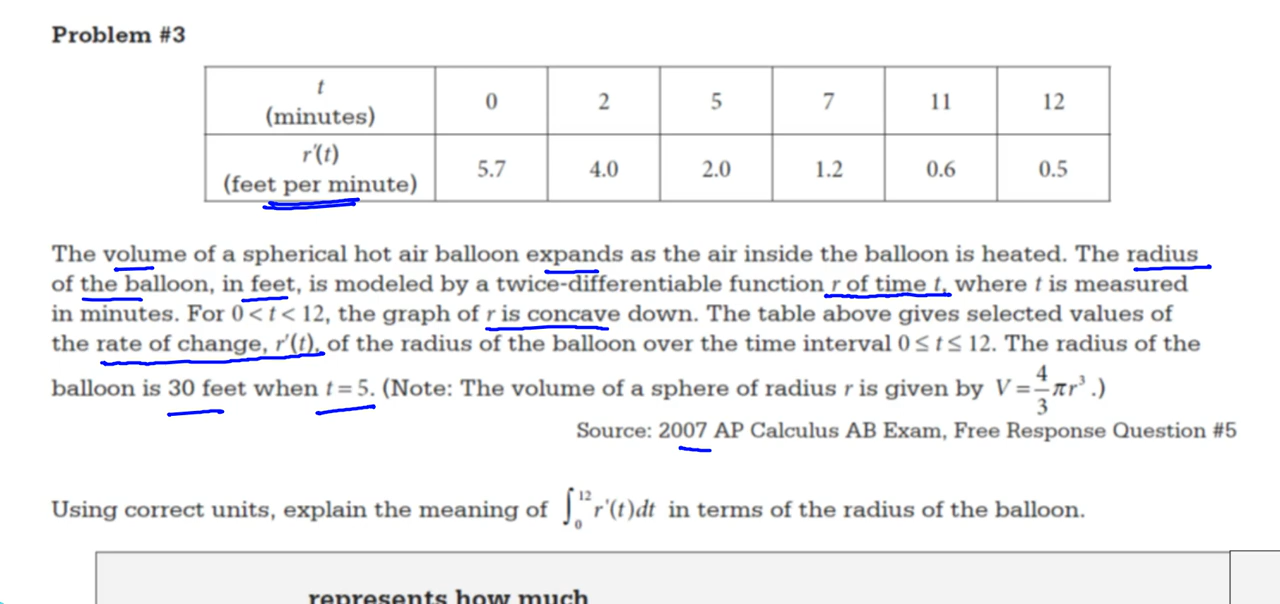 Problem #3
t (minutes) 0 2 5 7 11 12
r'(t) (feet per minute) 5.7 4.0 2.0 1.2 0.6 0.5
The volume of a spherical hot air balloon expands as the air inside the balloon is heated. The radius
of the balloon, in feet, is modeled by a twice-differentiable function r of time t, where t is measured
in minutes. For 0 < t < 12, the graph of r is concave down. The table above gives selected values of
the rate of change, r'(t), of the radius of the balloon over the time interval 0 ≤ t ≤ 12. The radius of the
balloon is 30 feet when t = 5. (Note: The volume of a sphere of radius r is given by V = 4/3 πr³.)
Source: 2007 AP Calculus AB Exam, Free Response Question #5
Using correct units, explain the meaning of ∫₀¹² r'(t)dt in terms of the radius of the balloon.
represents how much